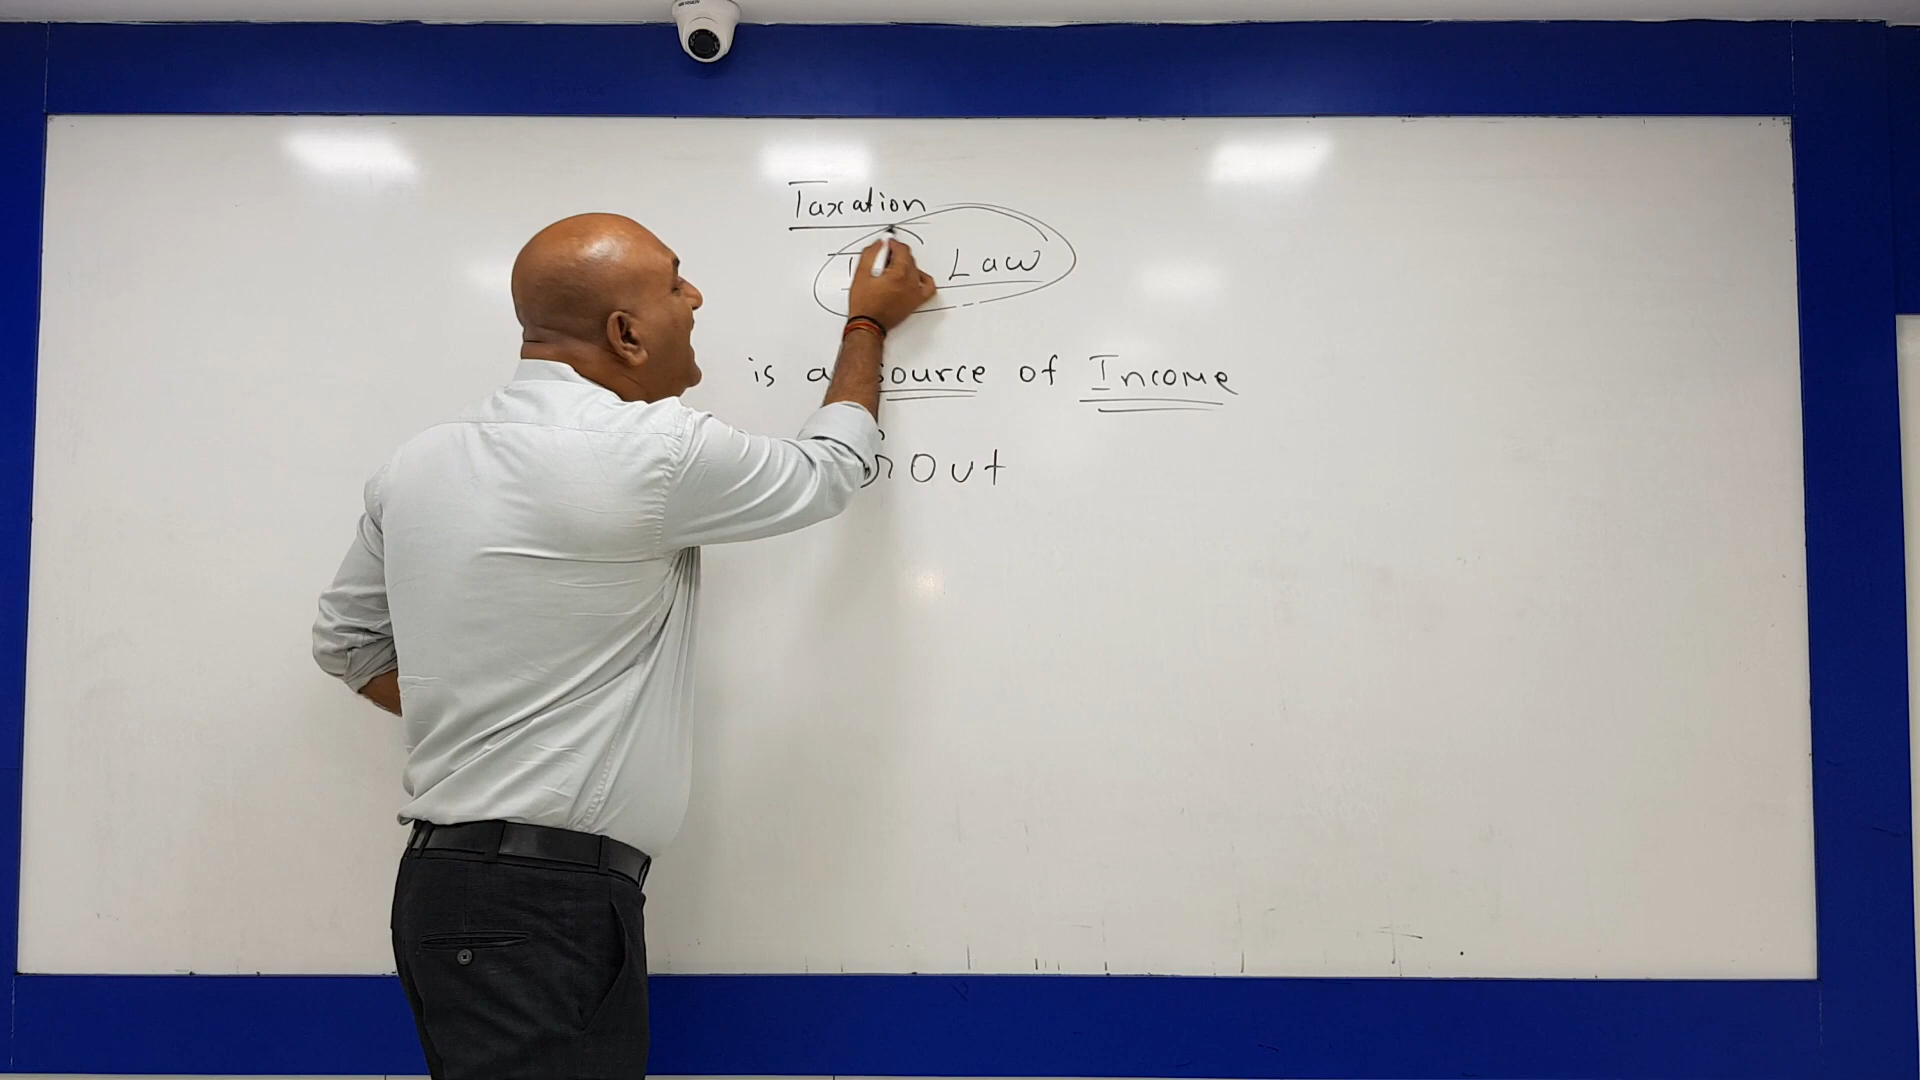 Taxation
Law
is a source of Income
Out